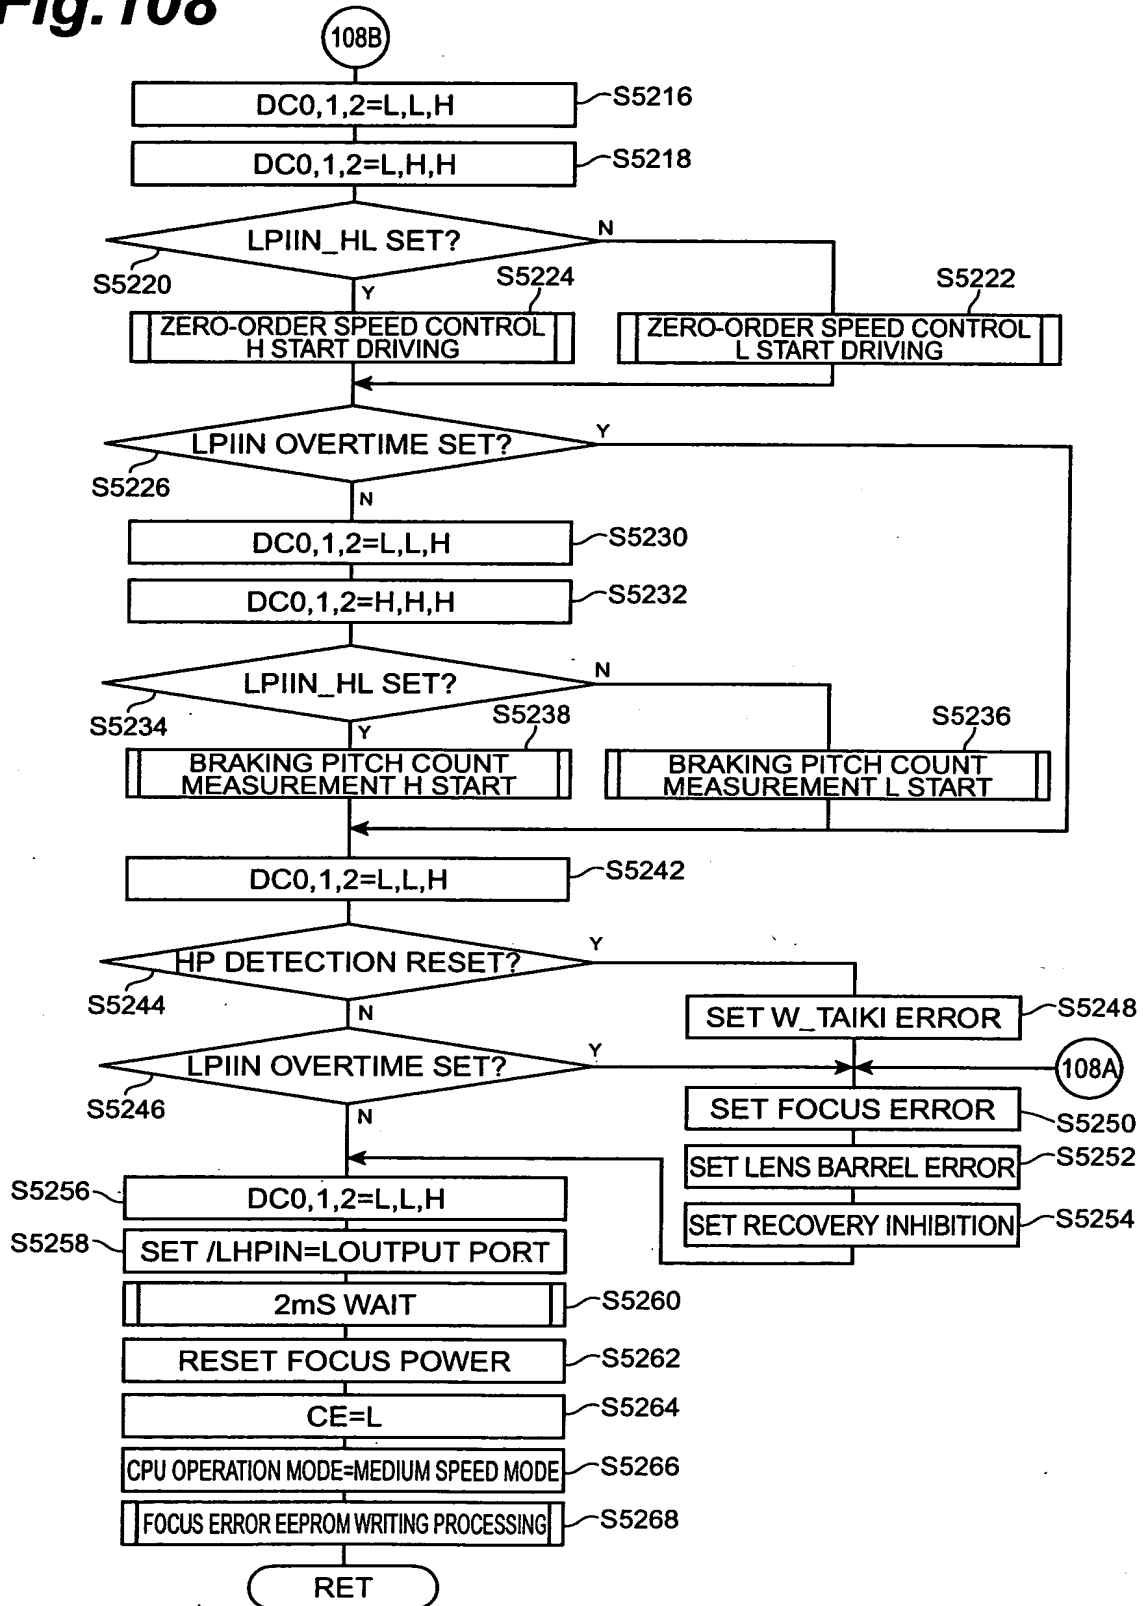 Fig.108
108B
DC0,1,2=L,L,H
S5216
DC0,1,2=L,H,H
S5218
LPIIN_HL SET?
N
S5220
Y
S5224
S5222
ZERO-ORDER SPEED CONTROL
H START DRIVING
ZERO-ORDER SPEED CONTROL
L START DRIVING
LPIIN OVERTIME SET?
Y
S5226
N
DC0,1,2=L,L,H
S5230
DC0,1,2=H,H,H
S5232
LPIIN_HL SET?
N
S5234
Y
S5238
S5236
BRAKING PITCH COUNT
MEASUREMENT H START
BRAKING PITCH COUNT
MEASUREMENT L START
DC0,1,2=L,L,H
S5242
HP DETECTION RESET?
Y
S5244
N
SET W_TAIKI ERROR
S5248
LPIIN OVERTIME SET?
Y
108A
S5246
N
SET FOCUS ERROR
S5250
SET LENS BARREL ERROR
S5252
SET RECOVERY INHIBITION
S5254
S5256
DC0,1,2=L,L,H
S5258
SET /LHPIN=LOUTPUT PORT
2mS WAIT
S5260
RESET FOCUS POWER
S5262
CE=L
S5264
CPU OPERATION MODE=MEDIUM SPEED MODE
S5266
FOCUS ERROR EEPROM WRITING PROCESSING
S5268
RET